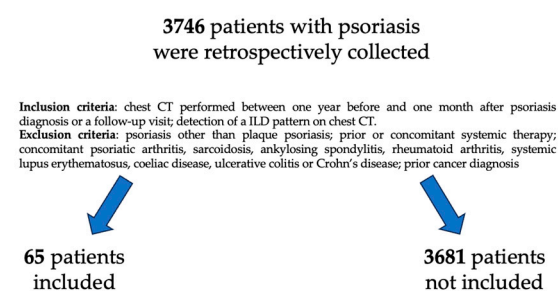 3746 patients with psoriasis
were retrospectively collected
Inclusion criteria: chest CT performed between one year before and one month after psoriasis
diagnosis or a follow-up visit; detection of a ILD pattern on chest CT.
Exclusion criteria: psoriasis other than plaque psoriasis; prior or concomitant systemic therapy;
concomitant psoriatic arthritis, sarcoidosis, ankylosing spondylitis, rheumatoid arthritis, systemic
lupus erythematosus, coeliac disease, ulcerative colitis or Crohn's disease; prior cancer diagnosis
65 patients
included
3681 patients
not included